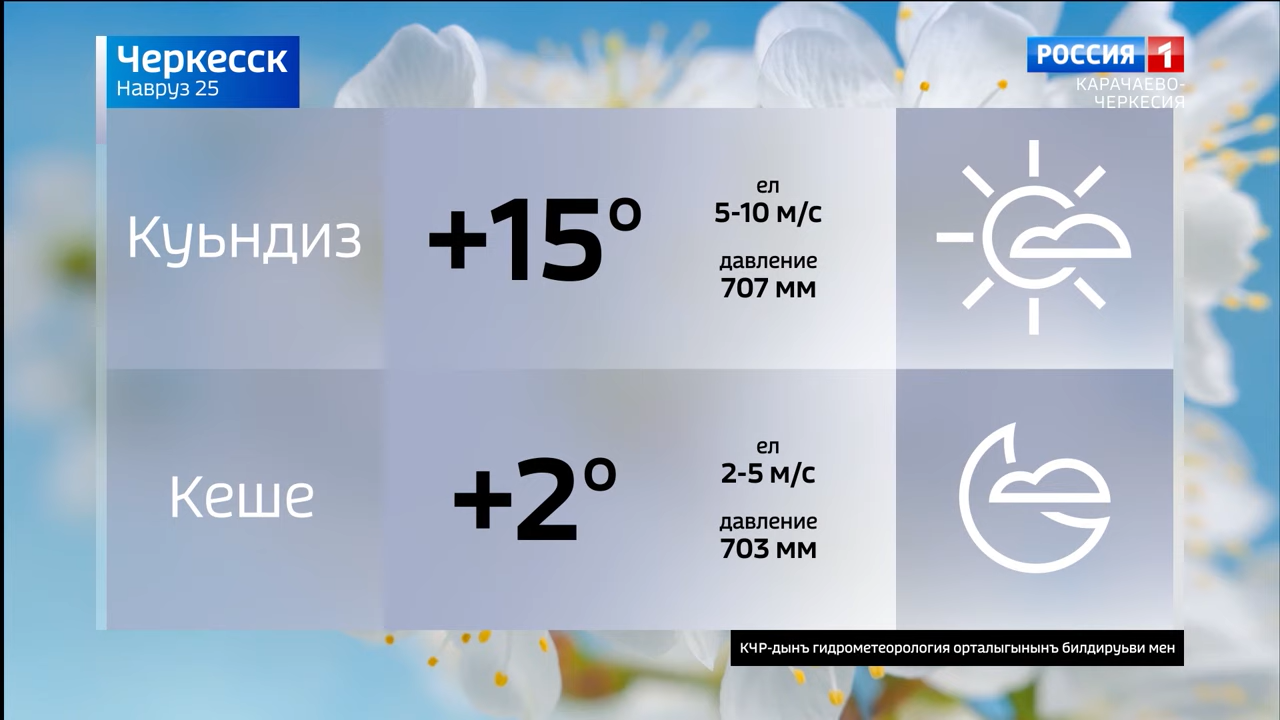 Черкесск
Навруз 25
РОССИЯ 1
КАРАЧАЕВО-
ЧЕРКЕСИЯ
Куьндиз
+15°
ел
5-10 м/с
давление
707 мм
Кеше
+2°
ел
2-5 м/с
давление
703 мм
КЧР-дынъ гидрометеорология орталыгынынъ билдируьви мен